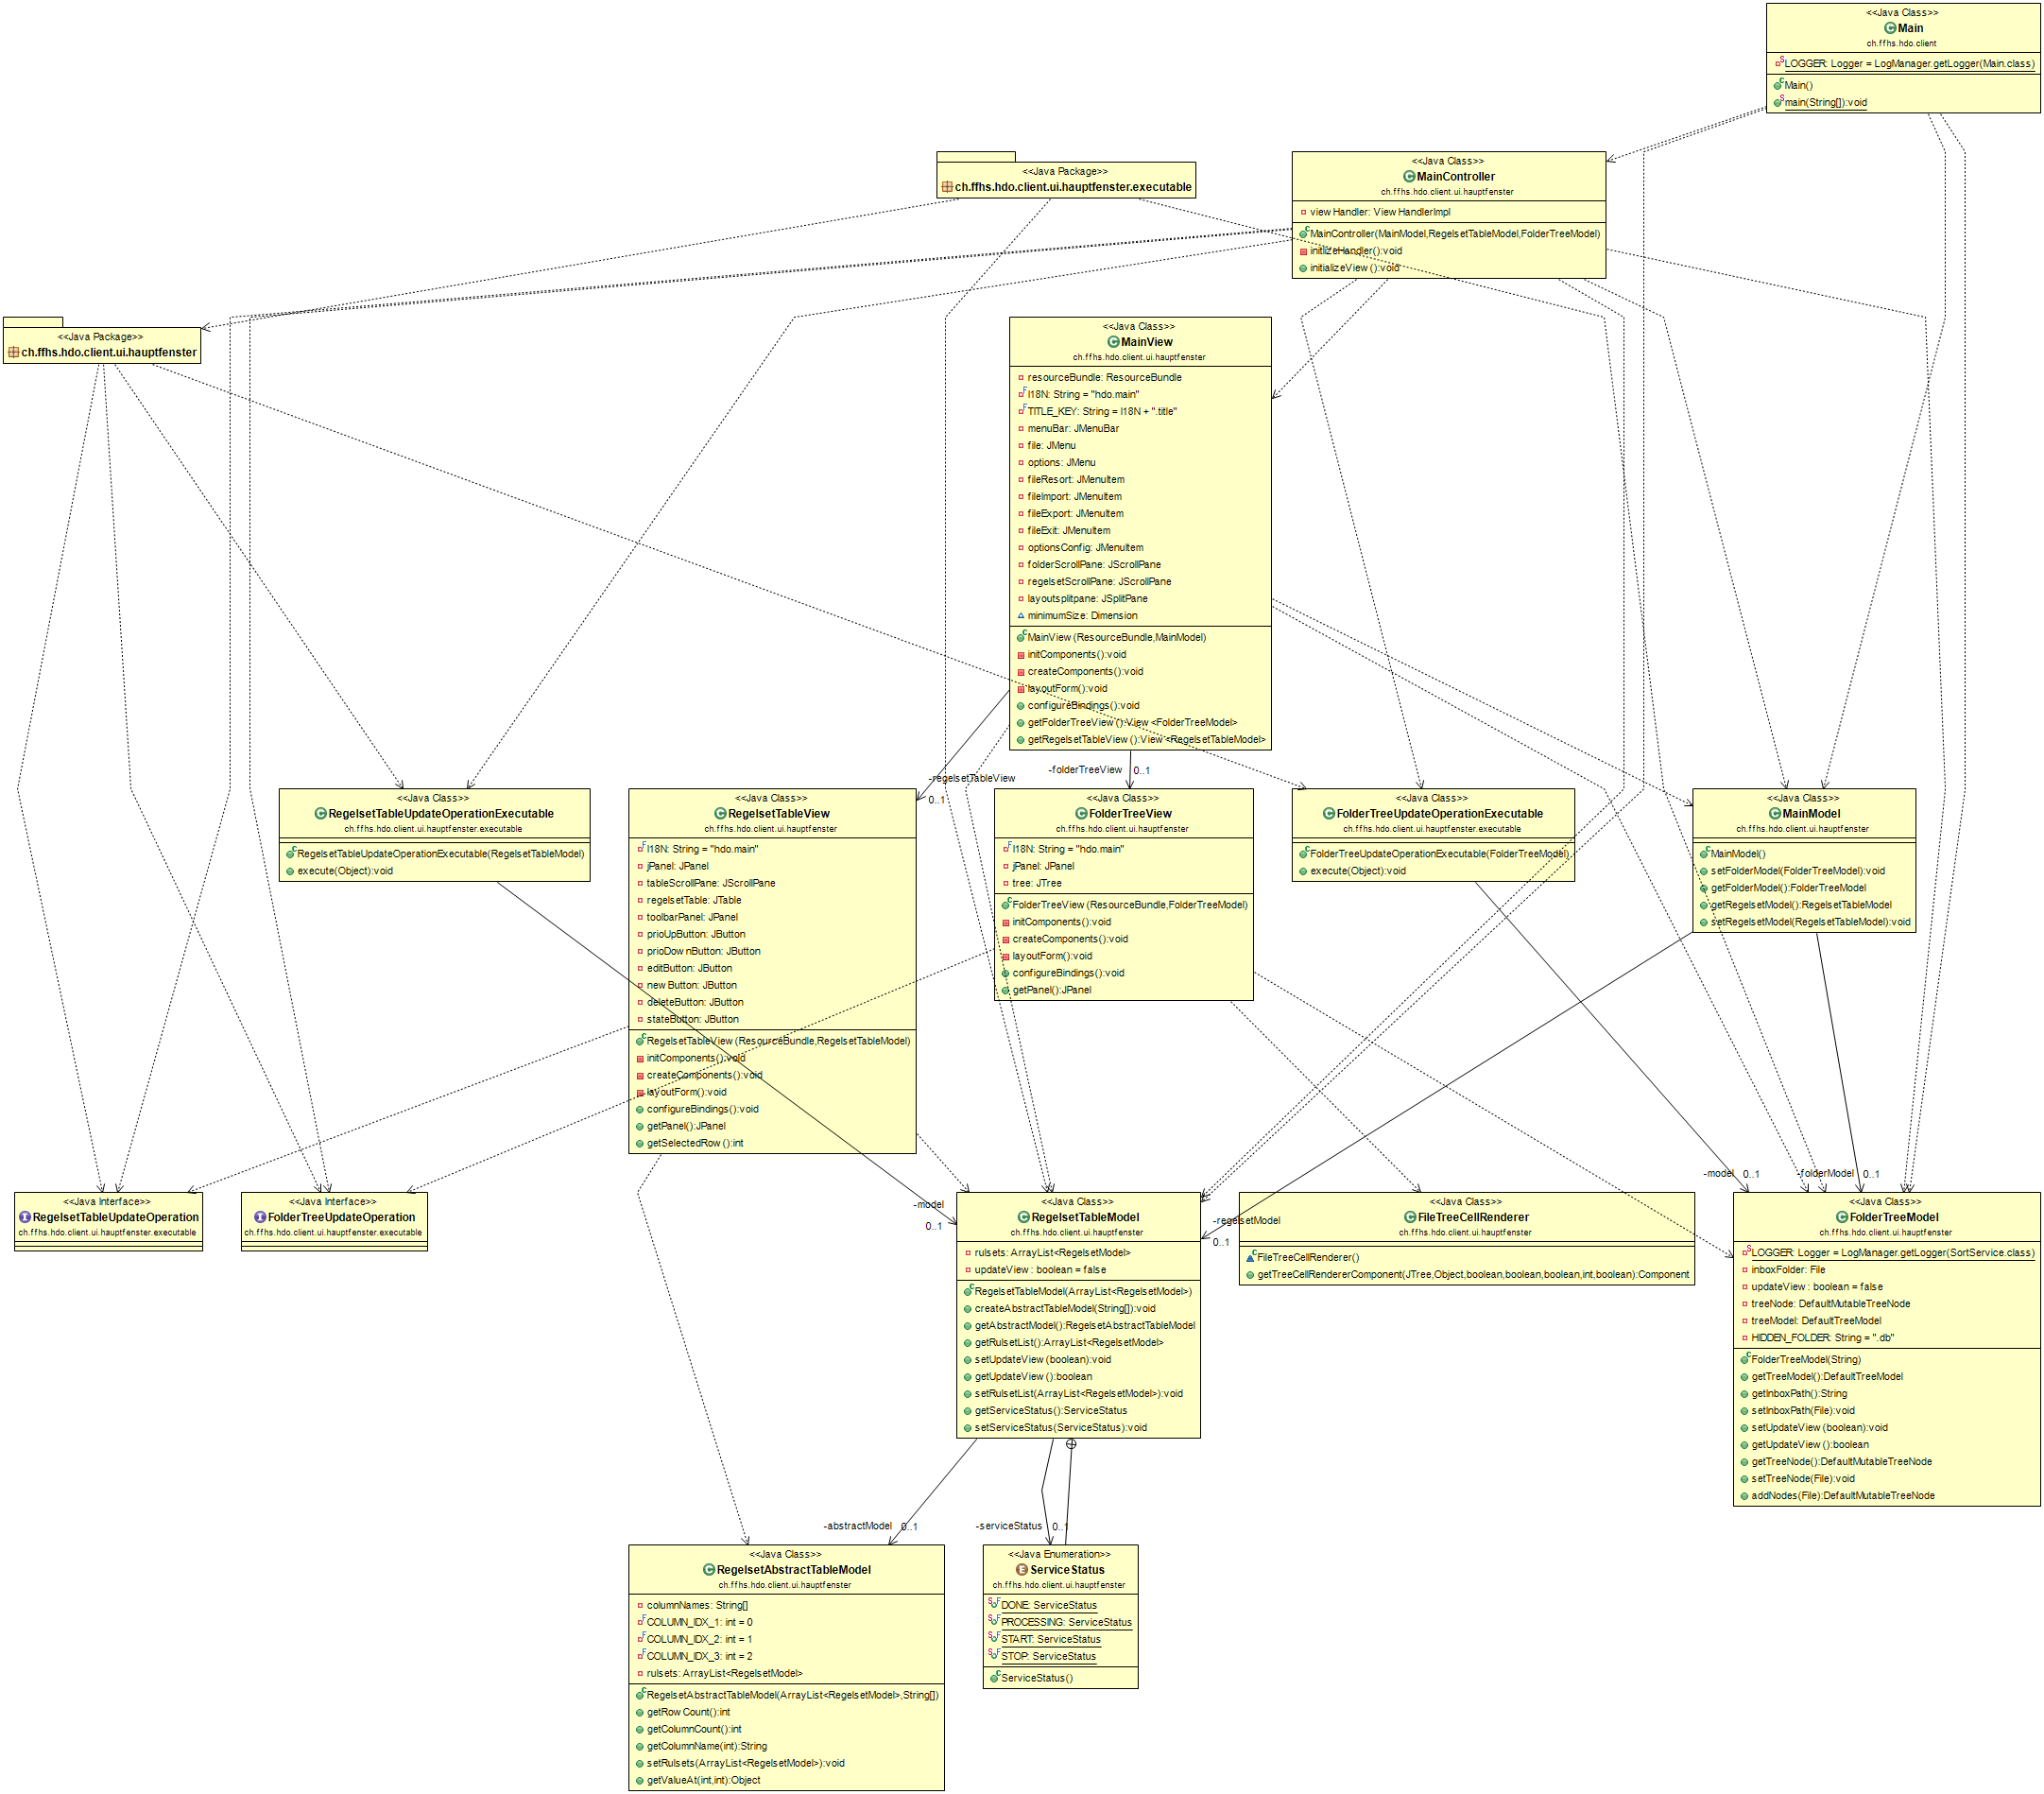 <<Java Class>>
Main
ch.ffhs.hdo.client
LOGGER: Logger = LogManager.getLogger(Main.class)
Main()
main(String[]):void
<<Java Package>>
ch.ffhs.hdo.client.ui.hauptfenster.executable
<<Java Class>>
MainController
ch.ffhs.hdo.client.ui.hauptfenster
viewHandler: ViewHandlerImpl
MainController(MainModel,RegelsetTableModel,FolderTreeModel)
initizeHandler():void
initializeView():void
<<Java Package>>
ch.ffhs.hdo.client.ui.hauptfenster
<<Java Class>>
MainView
ch.ffhs.hdo.client.ui.hauptfenster
resourceBundle: ResourceBundle
I18N: String = "hdo.main"
TITLE_KEY: String = I18N + ".title"
menuBar: JMenuBar
file: JMenu
options: JMenu
fileResort: JMenuItem
fileImport: JMenuItem
fileExport: JMenuItem
fileExit: JMenuItem
optionsConfig: JMenuItem
folderScrollPane: JScrollPane
regelsetScrollPane: JScrollPane
layoutsplitpane: JSplitPane
minimumSize: Dimension
MainView(ResourceBundle,MainModel)
initComponents():void
createComponents():void
layoutForm():void
configureBindings():void
getFolderTreeView():View<FolderTreeModel>
getRegelsetTableView():View<RegelsetTableModel>
-regelsetTableView
0..1
-folderTreeView
0..1
<<Java Class>>
RegelsetTableUpdateOperationExecutable
ch.ffhs.hdo.client.ui.hauptfenster.executable
RegelsetTableUpdateOperationExecutable(RegelsetTableModel)
execute(Object):void
<<Java Class>>
RegelsetTableView
ch.ffhs.hdo.client.ui.hauptfenster
I18N: String = "hdo.main"
jPanel: JPanel
tableScrollPane: JScrollPane
regelsetTable: JTable
toolbarPanel: JPanel
prioUpButton: JButton
prioDownButton: JButton
editButton: JButton
newButton: JButton
deleteButton: JButton
stateButton: JButton
RegelsetTableView(ResourceBundle,RegelsetTableModel)
initComponents():void
createComponents():void
layoutForm():void
configureBindings():void
getPanel():JPanel
getSelectedRow():int
<<Java Class>>
FolderTreeView
ch.ffhs.hdo.client.ui.hauptfenster
I18N: String = "hdo.main"
jPanel: JPanel
tree: JTree
FolderTreeView(ResourceBundle,FolderTreeModel)
initComponents():void
createComponents():void
layoutForm():void
configureBindings():void
getPanel():JPanel
<<Java Class>>
FolderTreeUpdateOperationExecutable
ch.ffhs.hdo.client.ui.hauptfenster.executable
FolderTreeUpdateOperationExecutable(FolderTreeModel)
execute(Object):void
<<Java Class>>
MainModel
ch.ffhs.hdo.client.ui.hauptfenster
MainModel()
setFolderModel(FolderTreeModel):void
getFolderModel():FolderTreeModel
getRegelsetModel():RegelsetTableModel
setRegelsetModel(RegelsetTableModel):void
<<Java Interface>>
RegelsetTableUpdateOperation
ch.ffhs.hdo.client.ui.hauptfenster.executable
<<Java Interface>>
FolderTreeUpdateOperation
ch.ffhs.hdo.client.ui.hauptfenster.executable
-model
0..1
<<Java Class>>
RegelsetTableModel
ch.ffhs.hdo.client.ui.hauptfenster
rulsets: ArrayList<RegelsetModel>
updateView: boolean = false
RegelsetTableModel(ArrayList<RegelsetModel>)
createAbstractTableModel(String[]):void
getAbstractModel():RegelsetAbstractTableModel
getRulsetList():ArrayList<RegelsetModel>
setUpdateView(boolean):void
getUpdateView():boolean
setRulsetList(ArrayList<RegelsetModel>):void
getServiceStatus():ServiceStatus
setServiceStatus(ServiceStatus):void
-regelsetModel
0..1
<<Java Class>>
FileTreeCellRenderer
ch.ffhs.hdo.client.ui.hauptfenster
FileTreeCellRenderer()
getTreeCellRendererComponent(JTree,Object,boolean,boolean,boolean,int,boolean):Component
-model
0..1
-folderModel
0..1
<<Java Class>>
FolderTreeModel
ch.ffhs.hdo.client.ui.hauptfenster
LOGGER: Logger = LogManager.getLogger(SortService.class)
inboxFolder: File
updateView: boolean = false
treeNode: DefaultMutableTreeNode
treeModel: DefaultTreeModel
HIDDEN_FOLDER: String = ".db"
FolderTreeModel(String)
getTreeModel():DefaultTreeModel
getInboxPath():String
setInboxPath(File):void
setUpdateView(boolean):void
getUpdateView():boolean
getTreeNode():DefaultMutableTreeNode
setTreeNode(File):void
addNodes(File):DefaultMutableTreeNode
-abstractModel
0..1
-serviceStatus
0..1
<<Java Class>>
RegelsetAbstractTableModel
ch.ffhs.hdo.client.ui.hauptfenster
columnNames: String[]
COLUMN_IDX_1: int = 0
COLUMN_IDX_2: int = 1
COLUMN_IDX_3: int = 2
rulsets: ArrayList<RegelsetModel>
RegelsetAbstractTableModel(ArrayList<RegelsetModel>,String[])
getRowCount():int
getColumnCount():int
getColumnName(int):String
setRulsets(ArrayList<RegelsetModel>):void
getValueAt(int,int):Object
<<Java Enumeration>>
ServiceStatus
ch.ffhs.hdo.client.ui.hauptfenster
DONE: ServiceStatus
PROCESSING: ServiceStatus
START: ServiceStatus
STOP: ServiceStatus
ServiceStatus()